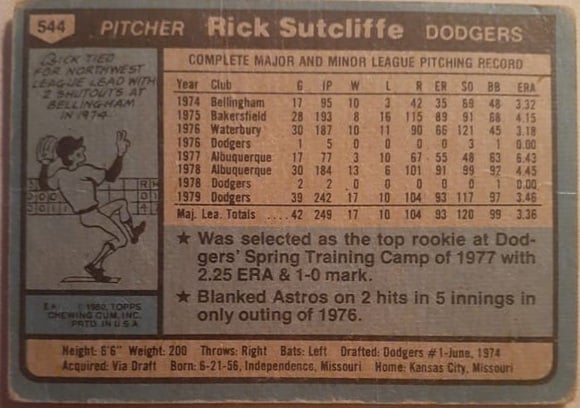 544 PITCHER Rick Sutcliffe DODGERS
RICK TIED
FOR NORTHWEST
LEAGUE LEAD WITH
2 SHUTOUTS AT
BELLINGHAM
IN 1974.
COMPLETE MAJOR AND MINOR LEAGUE PITCHING RECORD
Year Club G IP W L R ER SO BB ERA
1974 Bellingham 17 95 10 3 42 35 69 48 3.32
1975 Bakersfield 28 193 8 16 115 89 91 68 4.15
1976 Waterbury 30 187 10 11 90 66 121 45 3.18
1976 Dodgers 1 5 0 0 0 0 3 1 0.00
1977 Albuquerque 17 77 3 10 67 55 48 63 6.43
1978 Albuquerque 30 184 13 6 101 91 99 92 4.45
1978 Dodgers 2 2 0 0 0 0 0 1 0.00
1979 Dodgers 39 242 17 10 104 93 117 97 3.46
Maj. Lea. Totals .... 42 249 17 10 104 93 120 99 3.36
★ Was selected as the top rookie at Dod-
gers' Spring Training Camp of 1977 with
2.25 ERA & 1-0 mark.
★ Blanked Astros on 2 hits in 5 innings in
only outing of 1976.
© 1980, TOPPS
CHEWING GUM, INC.
PRTD. IN U.S.A.
Height: 6'6" Weight: 200 Throws: Right Bats: Left Drafted: Dodgers #1-June, 1974
Acquired: Via Draft Born: 6-21-56, Independence, Missouri Home: Kansas City, Missouri